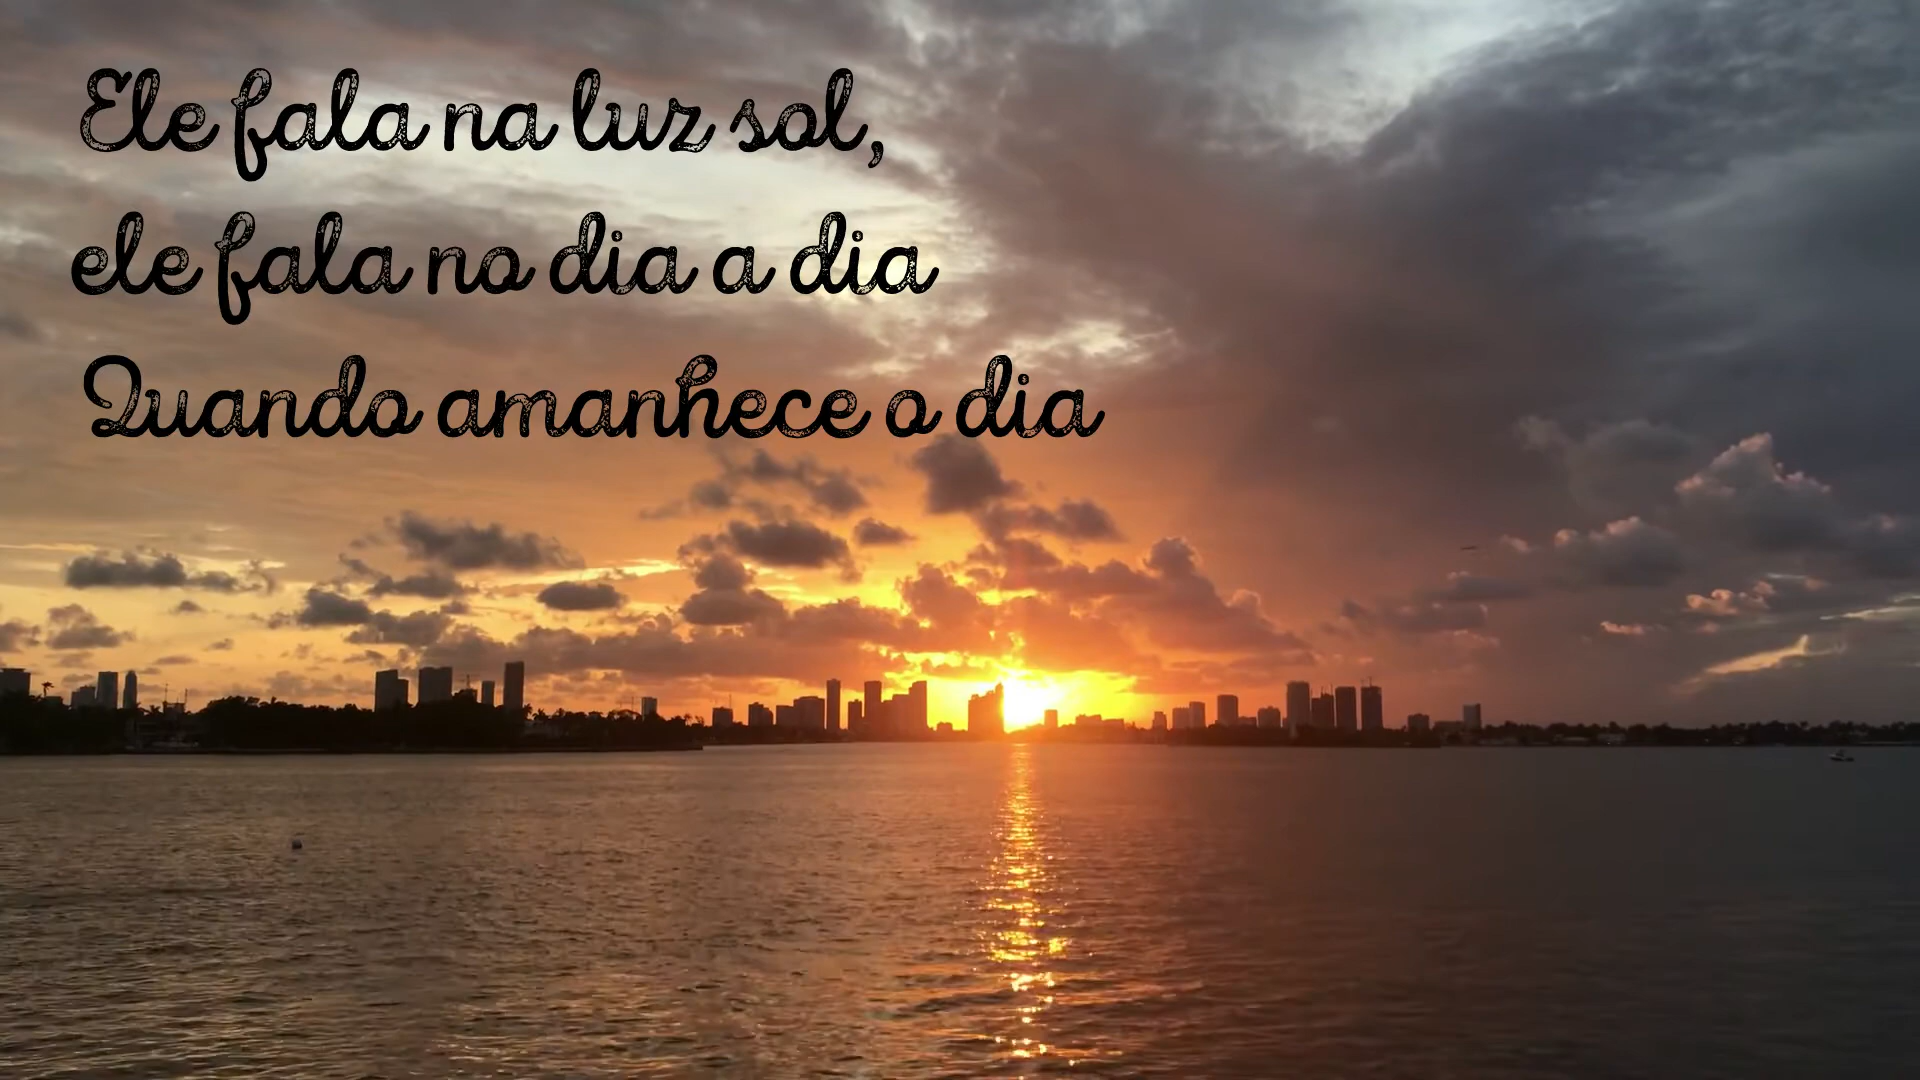 Ele fala na luz sol,
ele fala no dia a dia
Quando amanhece o dia